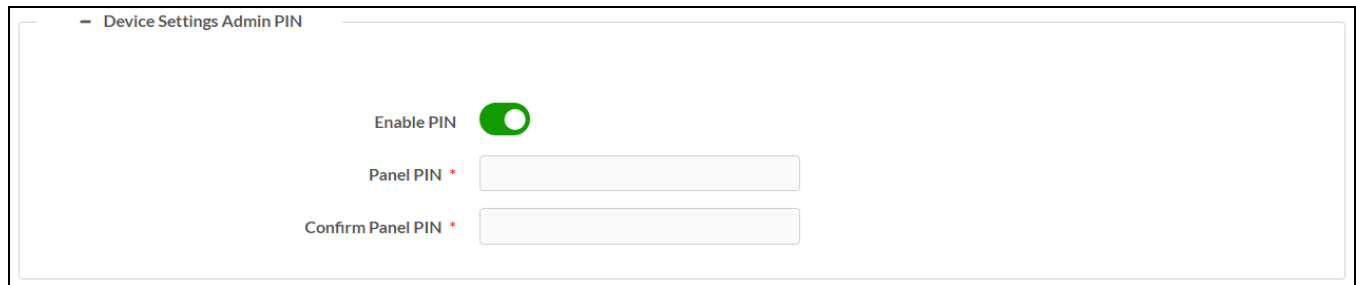 − Device Settings Admin PIN
Enable PIN
Panel PIN *
Confirm Panel PIN *